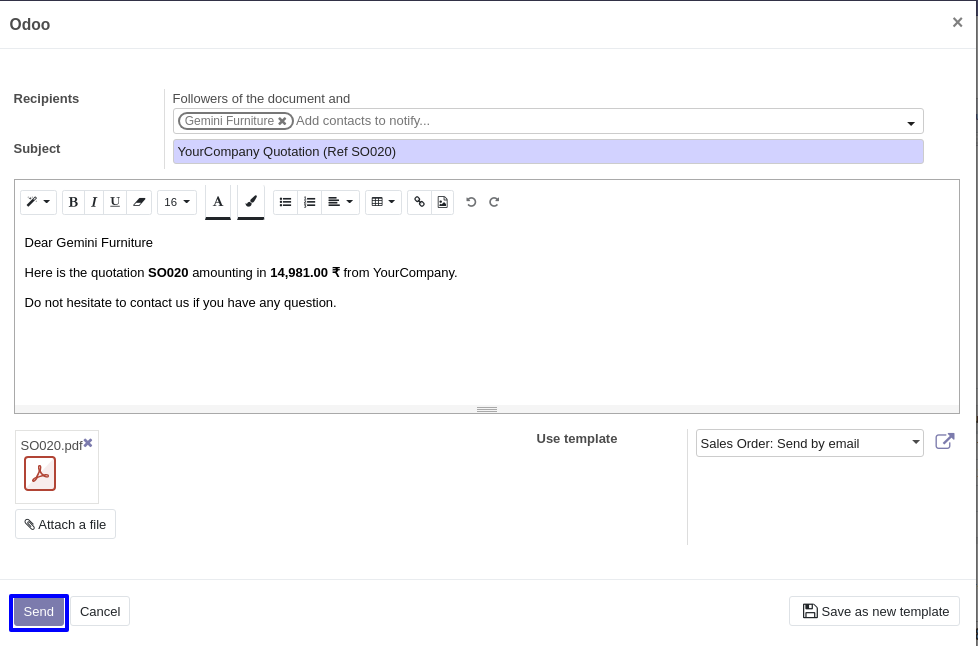 Odoo
×
Recipients
Followers of the document and
Gemini Furniture ✖ Add contacts to notify...
Subject
YourCompany Quotation (Ref SO020)
B I U 16 A
Dear Gemini Furniture
Here is the quotation SO020 amounting in 14,981.00 ₹ from YourCompany.
Do not hesitate to contact us if you have any question.
SO020.pdf ✖
Use template
Sales Order: Send by email
Attach a file
Send Cancel Save as new template